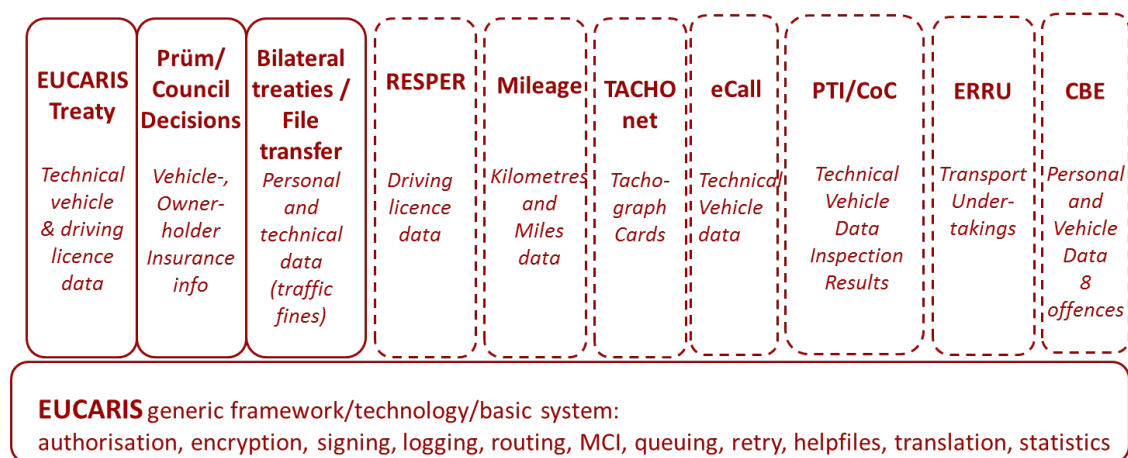 EUCARIS
Treaty
Technical
vehicle
& driving
licence
data
Prüm/
Council
Decisions
Vehicle-,
Owner-
holder
Insurance
info
Bilateral
treaties /
File
transfer
Personal
and
technical
data
(traffic
fines)
RESPER
Driving
licence
data
Mileage
Kilometres
and
Miles
data
TACHO
net
Tacho-
graph
Cards
eCall
Technical
Vehicle
data
PTI/CoC
Technical
Vehicle
Data
Inspection
Results
ERRU
Transport
Under-
takings
CBE
Personal
and
Vehicle
Data
8
offences
EUCARIS generic framework/technology/basic system:
authorisation, encryption, signing, logging, routing, MCI, queuing, retry, helpfiles, translation, statistics